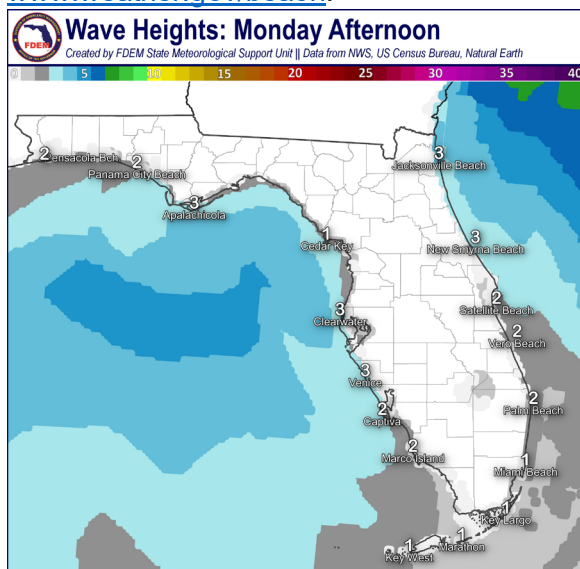 Wave Heights: Monday Afternoon
Created by FDEM State Meteorological Support Unit || Data from NWS, US Census Bureau, Natural Earth
FDEM
0 5 10 15 20 25 30 35 40
2 Pensacola Bch
2
Panama City Beach
3
Apalachicola
3
Jacksonville Beach
1
Cedar Key
3
New Smyrna Beach
3
Clearwater
2
Satellite Beach
2
Vero Beach
3
Venice
2
Captiva
2
Palm Beach
2
Marco Island
1
Miami Beach
1
Key Largo
1
Marathon
1
Key West